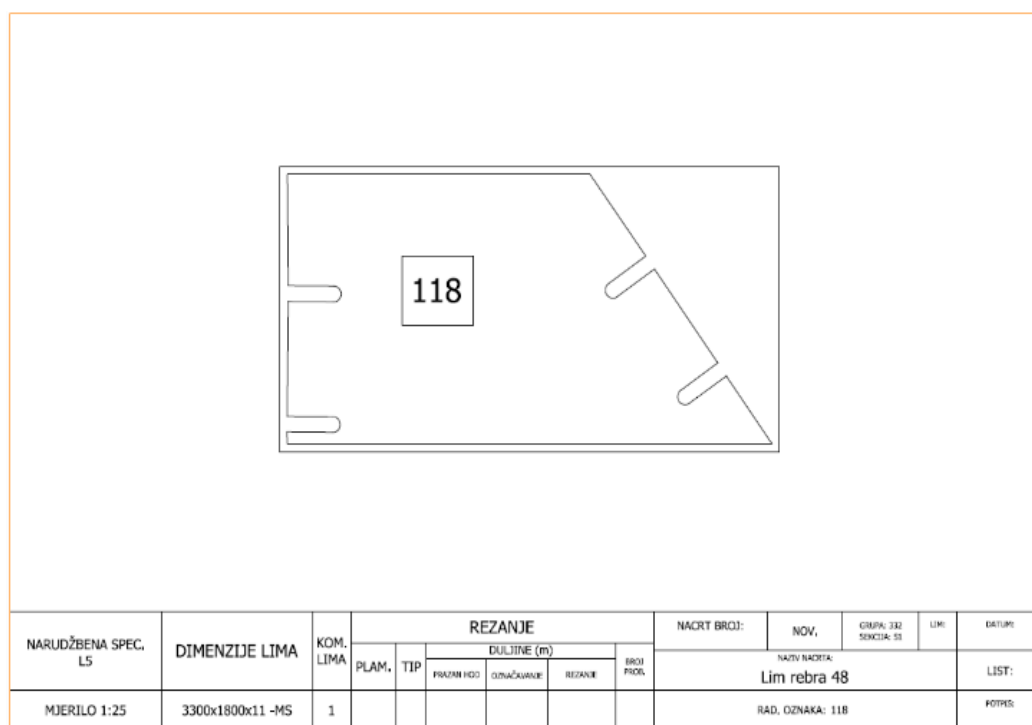 118
NARUDŽBENA SPEC,
L5
DIMENZIJE LIMA
KOM.
LIMA
REZANJE
PLAM.
TIP
DULJINE (m)
PRAZAN HOD
OZNAČAVANJE
REZANJE
BROJ
PROB.
NACRT BROJ:
NOV,
GRUPA: 332
SEKCIJA: S1
LIM:
DATUM:
NAZIV NACRTA:
Lim rebra 48
LIST:
MJERILO 1:25
3300x1800x11 -MS
1
RAD, OZNAKA: 118
POTPIS: